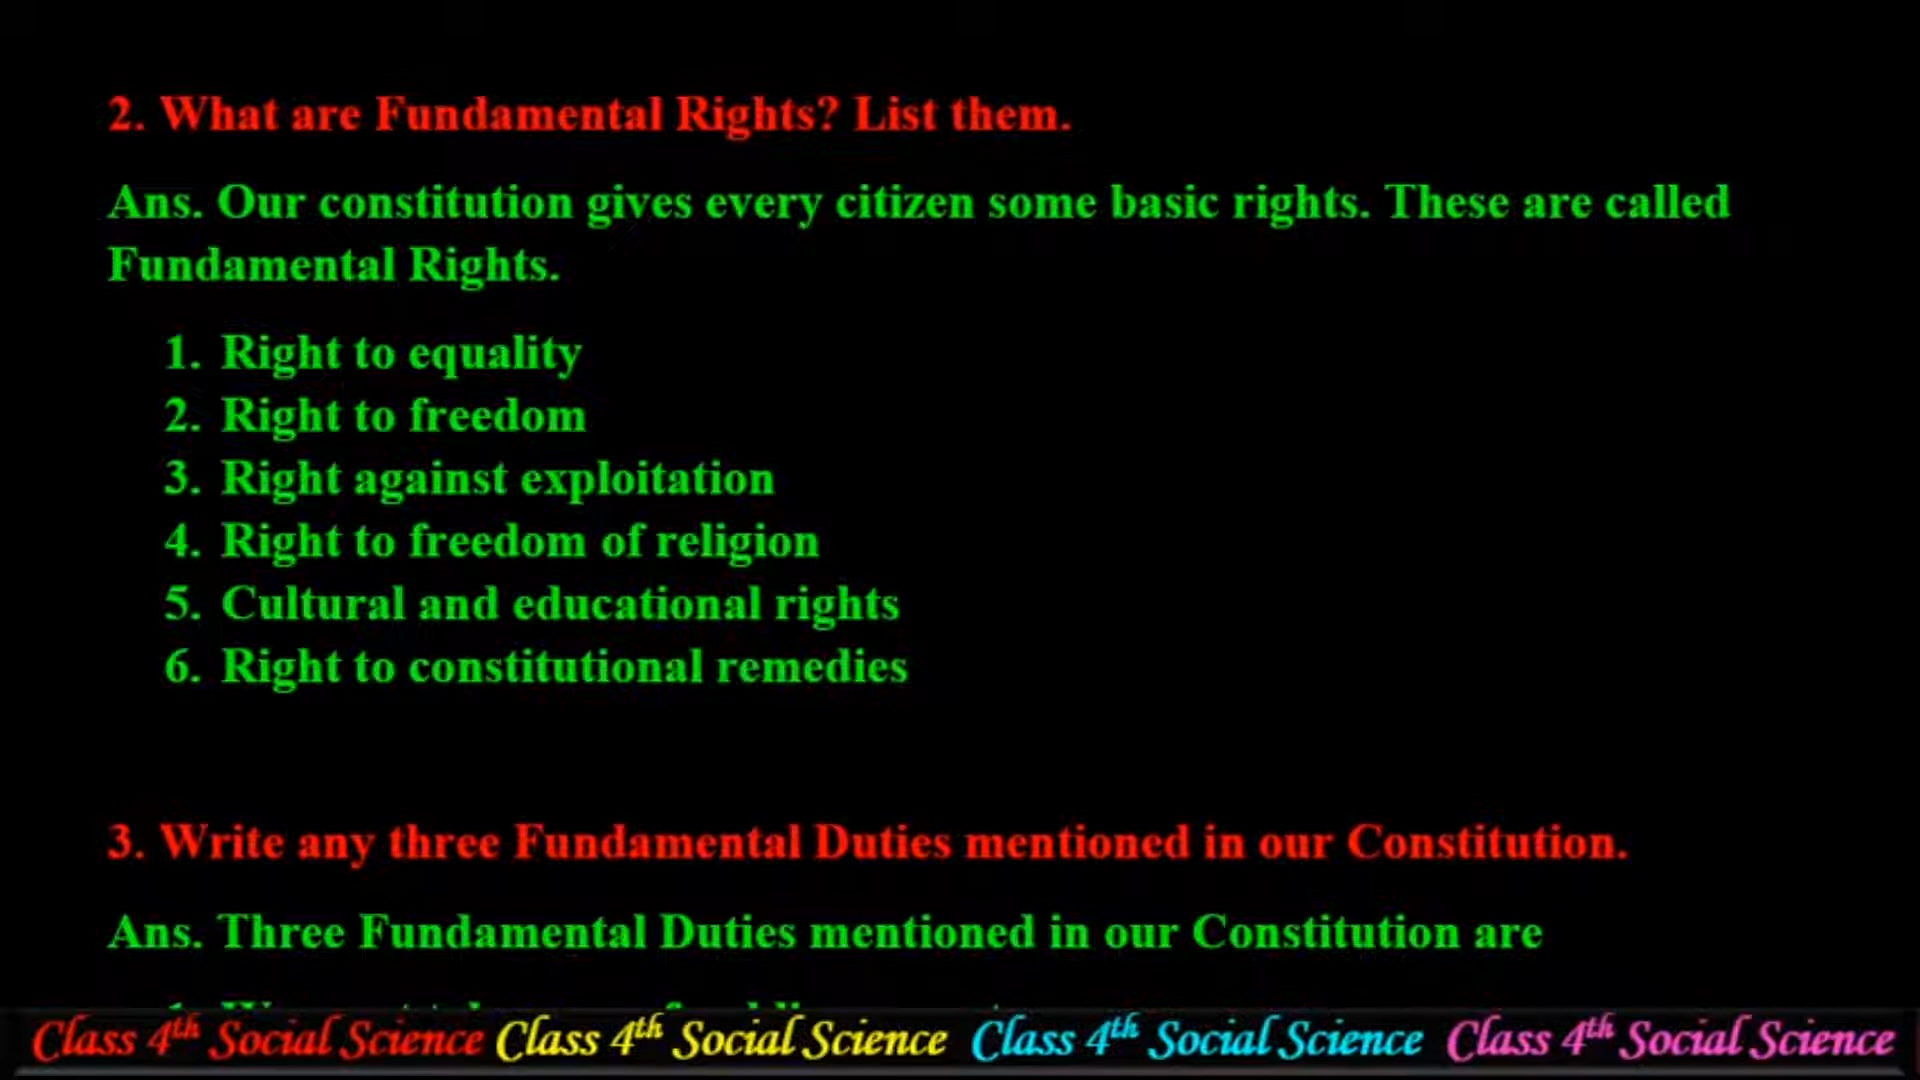 2. What are Fundamental Rights? List them.
Ans. Our constitution gives every citizen some basic rights. These are called
Fundamental Rights.
1. Right to equality
2. Right to freedom
3. Right against exploitation
4. Right to freedom of religion
5. Cultural and educational rights
6. Right to constitutional remedies
3. Write any three Fundamental Duties mentioned in our Constitution.
Ans. Three Fundamental Duties mentioned in our Constitution are
Class 4th Social Science Class 4th Social Science Class 4th Social Science Class 4th Social Science